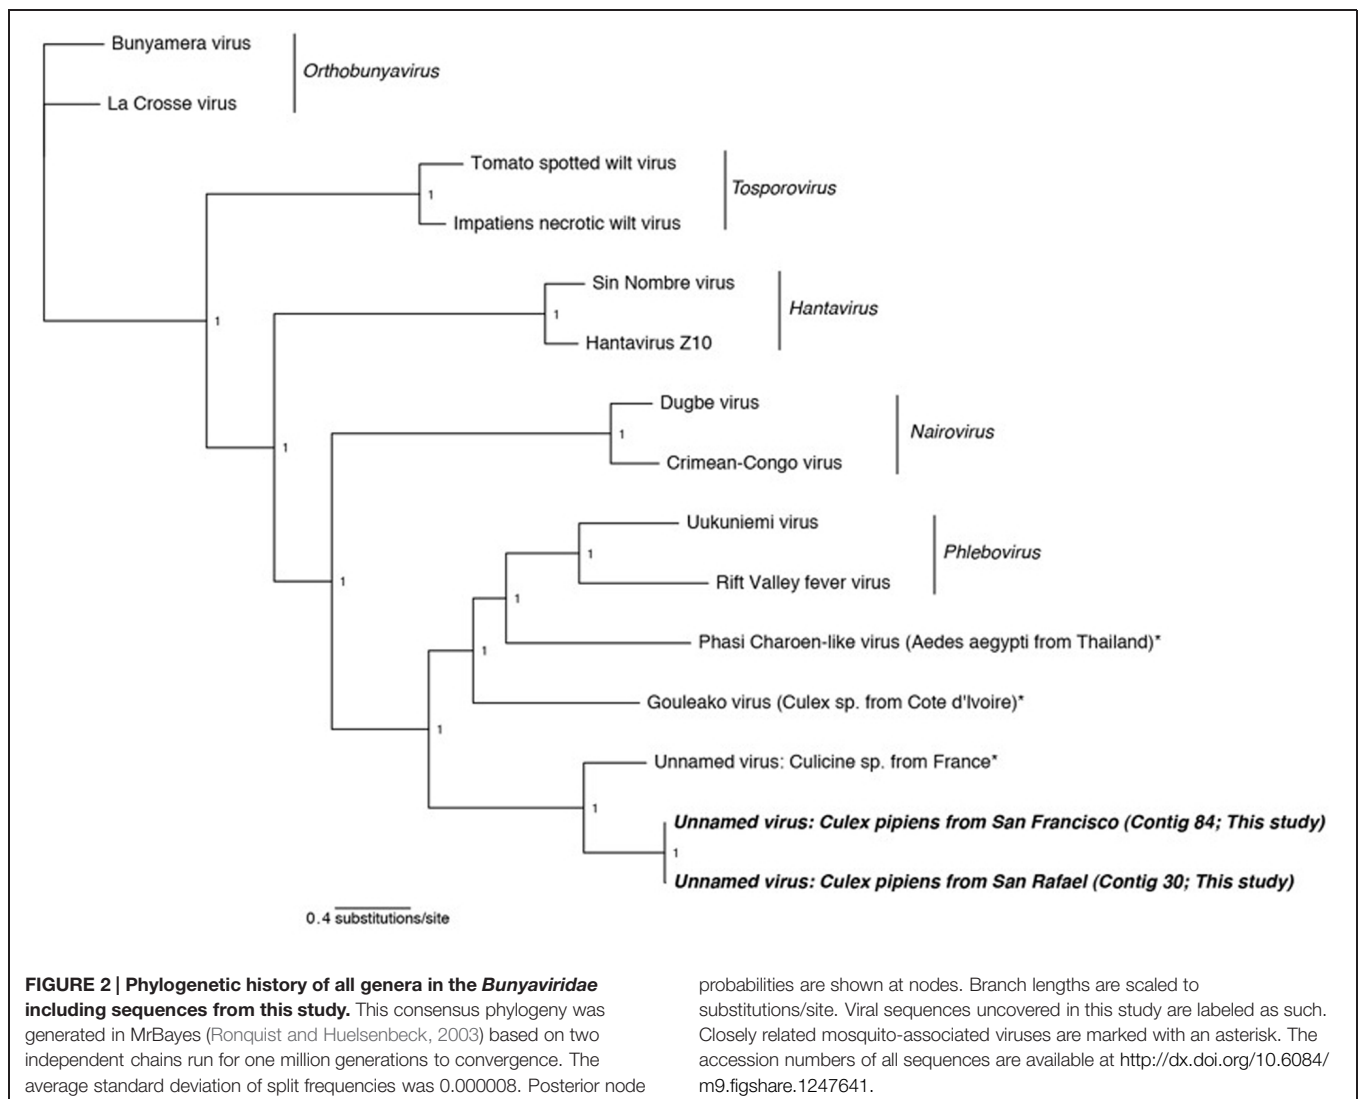 Bunyamera virus
Orthobunyavirus
La Crosse virus
Tomato spotted wilt virus
1
Tosporovirus
Impatiens necrotic wilt virus
Sin Nombre virus
1
Hantavirus
1
Hantavirus Z10
Dugbe virus
1
Nairovirus
1
Crimean-Congo virus
Uukuniemi virus
1
Phlebovirus
1
Rift Valley fever virus
1
Phasi Charoen-like virus (Aedes aegypti from Thailand)*
1
Gouleako virus (Culex sp. from Cote d'Ivoire)*
1
Unnamed virus: Culicine sp. from France*
1
Unnamed virus: Culex pipiens from San Francisco (Contig 84; This study)
1
Unnamed virus: Culex pipiens from San Rafael (Contig 30; This study)
0.4 substitutions/site
FIGURE 2 | Phylogenetic history of all genera in the Bunyaviridae
including sequences from this study. This consensus phylogeny was
generated in MrBayes (Ronquist and Huelsenbeck, 2003) based on two
independent chains run for one million generations to convergence. The
average standard deviation of split frequencies was 0.000008. Posterior node
probabilities are shown at nodes. Branch lengths are scaled to
substitutions/site. Viral sequences uncovered in this study are labeled as such.
Closely related mosquito-associated viruses are marked with an asterisk. The
accession numbers of all sequences are available at http://dx.doi.org/10.6084/
m9.figshare.1247641.